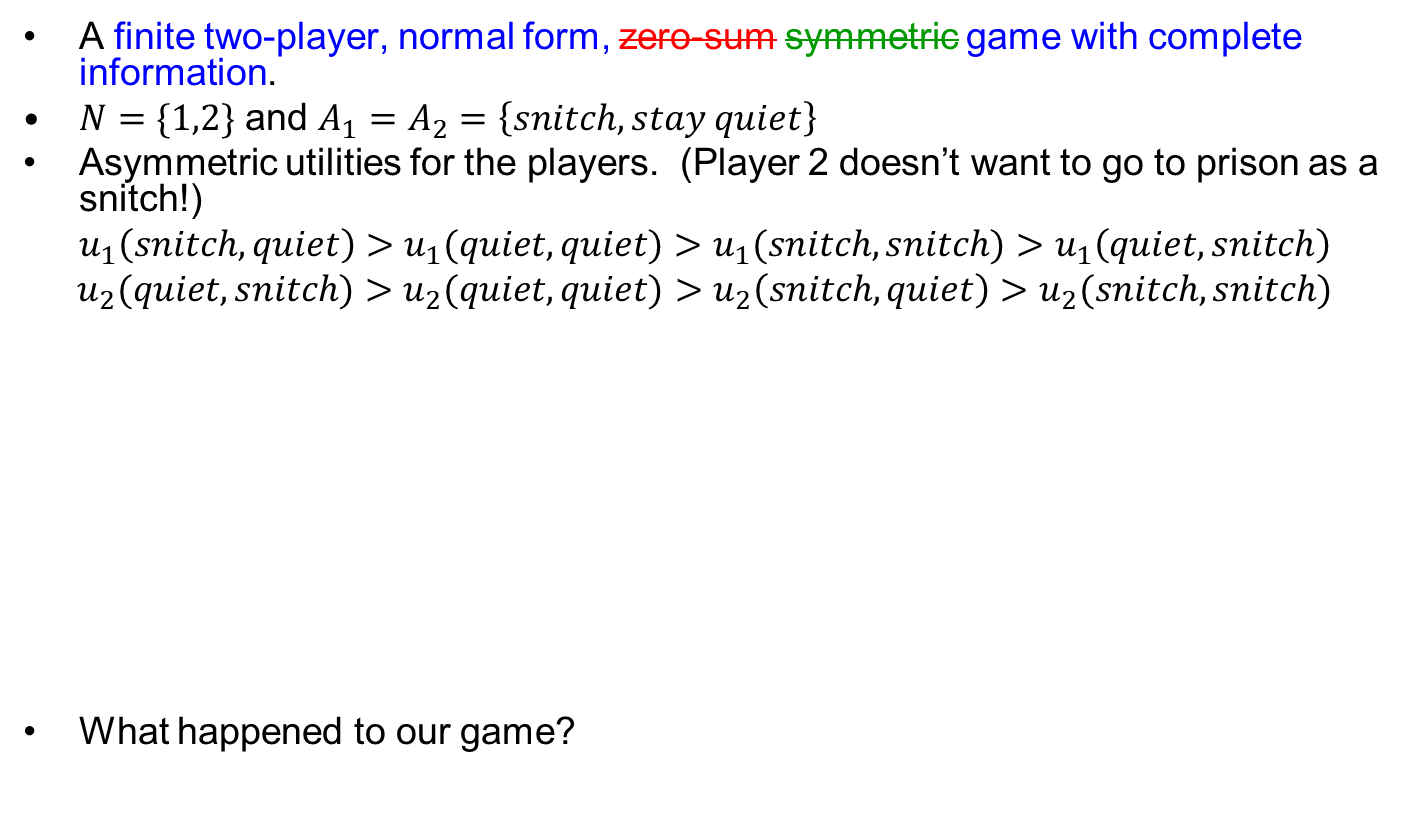 • A finite two-player, normal form, zero-sum symmetric game with complete
information.
• N = {1,2} and A₁ = A₂ = {snitch, stay quiet}
• Asymmetric utilities for the players. (Player 2 doesn’t want to go to prison as a
snitch!)
u₁(snitch, quiet) > u₁(quiet, quiet) > u₁(snitch, snitch) > u₁(quiet, snitch)
u₂(quiet, snitch) > u₂(quiet, quiet) > u₂(snitch, quiet) > u₂(snitch, snitch)
• What happened to our game?